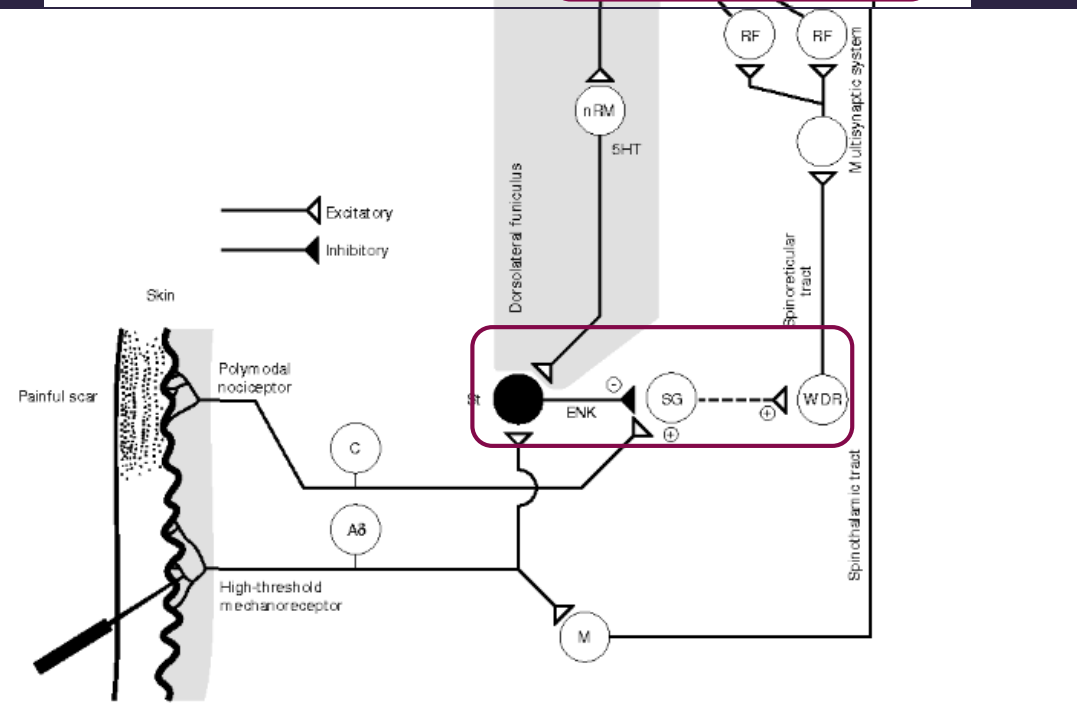 RF
RF
Multisynaptic system
nRM
5HT
Dorsolateral funiculus
Excitatory
Inhibitory
Spinoreticular
tract
Skin
Painful scar
Polymodal
nociceptor
St
ENK
-
SG
+
+
WDR
C
Aδ
Spinothalamic tract
High-threshold
mechanoreceptor
M